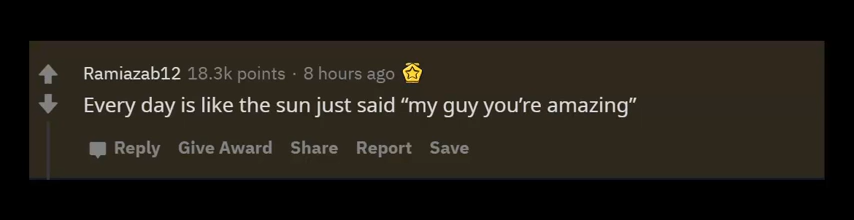 Ramiazab12 18.3k points · 8 hours ago
Every day is like the sun just said “my guy you’re amazing”
Reply Give Award Share Report Save